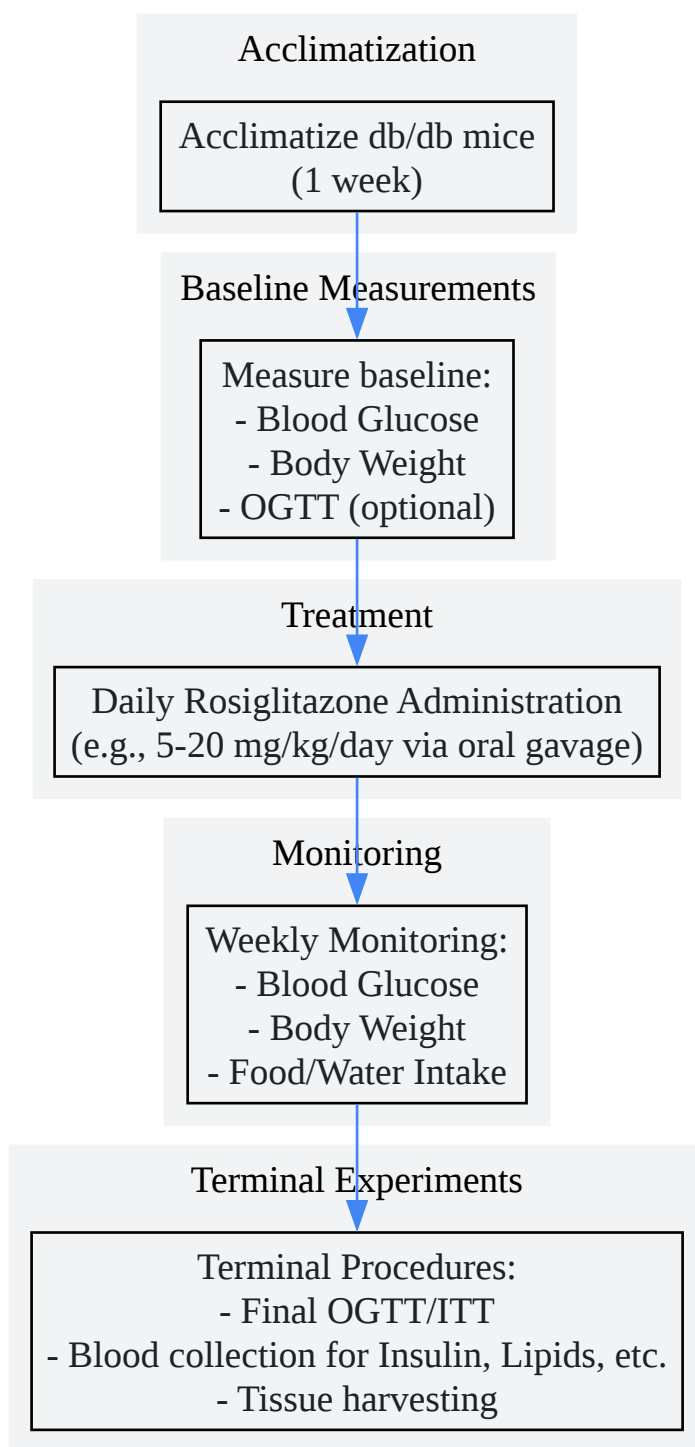 Acclimatization
Acclimatize db/db mice
(1 week)
Baseline Measurements
Measure baseline:
- Blood Glucose
- Body Weight
- OGTT (optional)
Treatment
Daily Rosiglitazone Administration
(e.g., 5-20 mg/kg/day via oral gavage)
Monitoring
Weekly Monitoring:
- Blood Glucose
- Body Weight
- Food/Water Intake
Terminal Experiments
Terminal Procedures:
- Final OGTT/ITT
- Blood collection for Insulin, Lipids, etc.
- Tissue harvesting